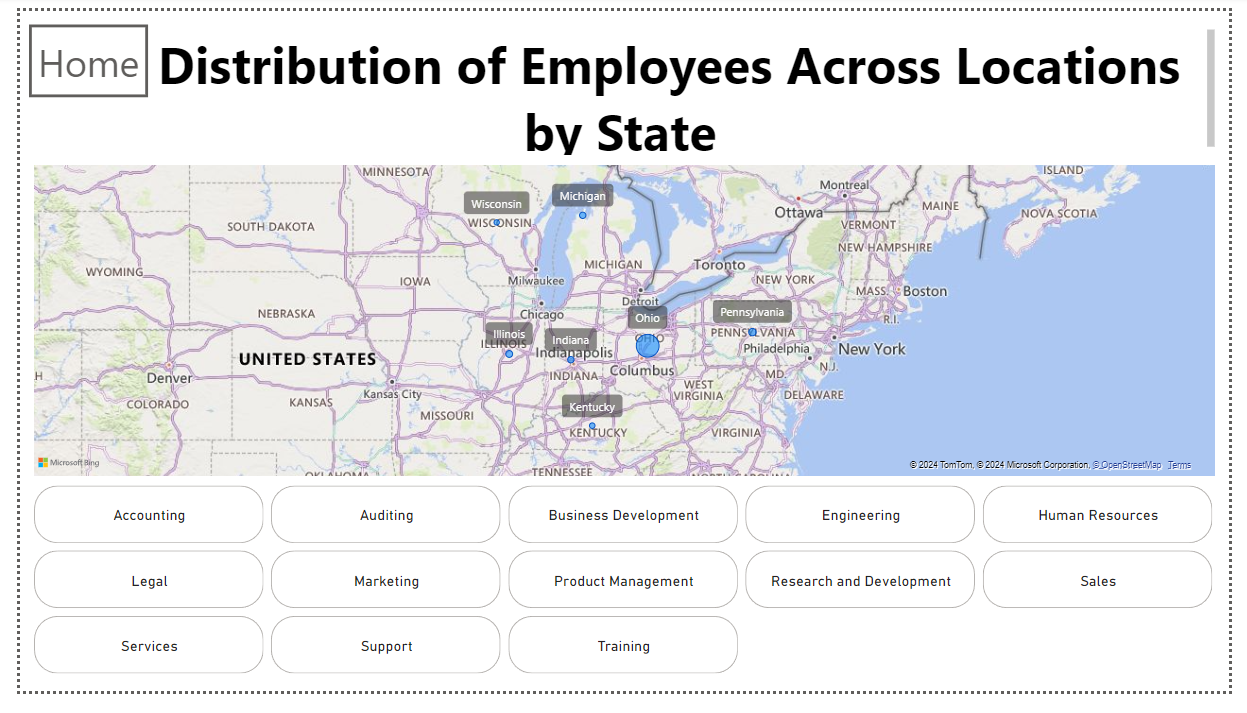 Home
Distribution of Employees Across Locations
by State
MINNESOTA
ISLAND
Michigan
Montreal
Wisconsin
Ottawa
MAINE
NOVA SCOTIA
WISCONSIN
SOUTH DAKOTA
VERMONT
NEW HAMPSHIRE
MICHIGAN
Toronto
WYOMING
IOWA
Milwaukee
NEW YORK
MASS.
Boston
Detroit
NEBRASKA
Chicago
Ohio
Pennsylvania
R.I.
Illinois
Indiana
OHIO
PENNSYLVANIA
ILLINOIS
Indianapolis
Philadelphia
New York
UNITED STATES
Columbus
N.J.
H
Denver
INDIANA
MD.
WEST
VIRGINIA
DELAWARE
Kansas City
COLORADO
KANSAS
Kentucky
MISSOURI
KENTUCKY
VIRGINIA
Microsoft Bing
© 2024 TomTom, © 2024 Microsoft Corporation, © OpenStreetMap Terms
OKLAHOMA
TENNESSEE
NORTH CAROLINA
Accounting
Auditing
Business Development
Engineering
Human Resources
Legal
Marketing
Product Management
Research and Development
Sales
Services
Support
Training